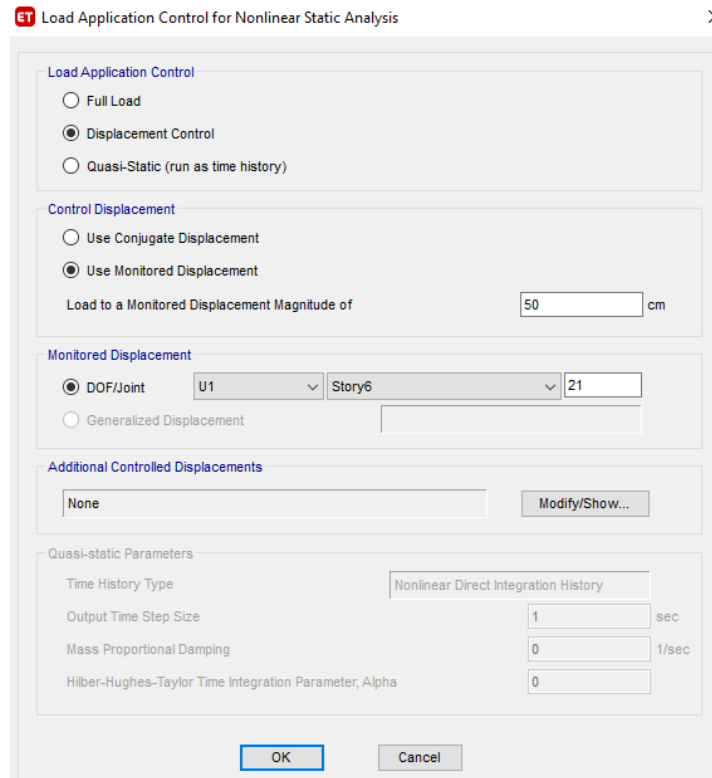 ET Load Application Control for Nonlinear Static Analysis
Load Application Control
Full Load
Displacement Control
Quasi-Static (run as time history)
Control Displacement
Use Conjugate Displacement
Use Monitored Displacement
Load to a Monitored Displacement Magnitude of 50 cm
Monitored Displacement
DOF/Joint U1 Story6 21
Generalized Displacement
Additional Controlled Displacements
None Modify/Show...
Quasi-static Parameters
Time History Type Nonlinear Direct Integration History
Output Time Step Size 1 sec
Mass Proportional Damping 0 1/sec
Hilber-Hughes-Taylor Time Integration Parameter, Alpha 0
OK Cancel